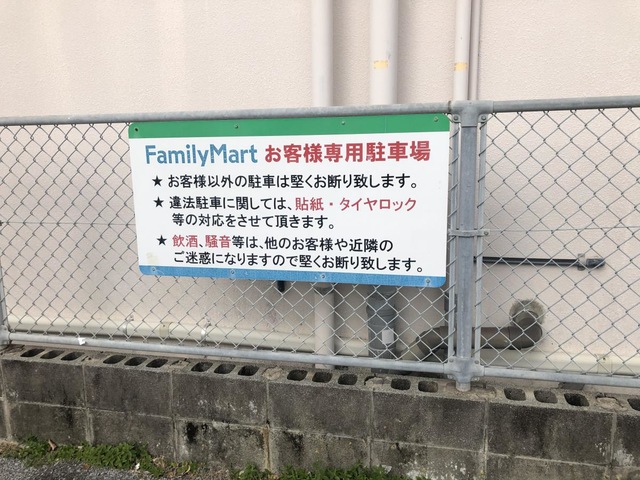 FamilyMart お客様専用駐車場
★ お客様以外の駐車は堅くお断り致します。
★ 違法駐車に関しては、貼紙・タイヤロック
等の対応をさせて頂きます。
★ 飲酒、騒音等は、他のお客様や近隣の
ご迷惑になりますので堅くお断り致します。